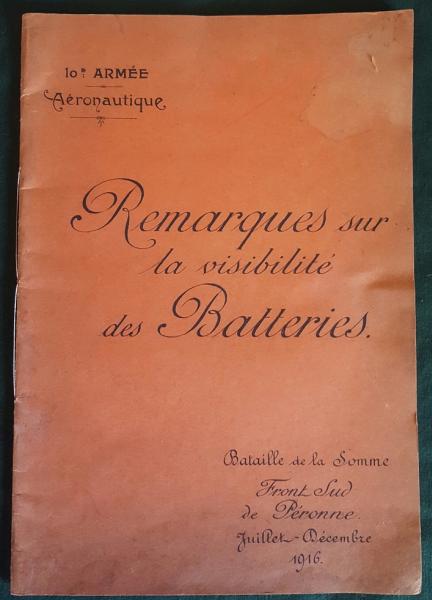 10e ARMÉE
Aéronautique
Remarques sur
la visibilité
des Batteries.
Bataille de la Somme
Front Sud
de Péronne.
Juillet-Décembre
1916.